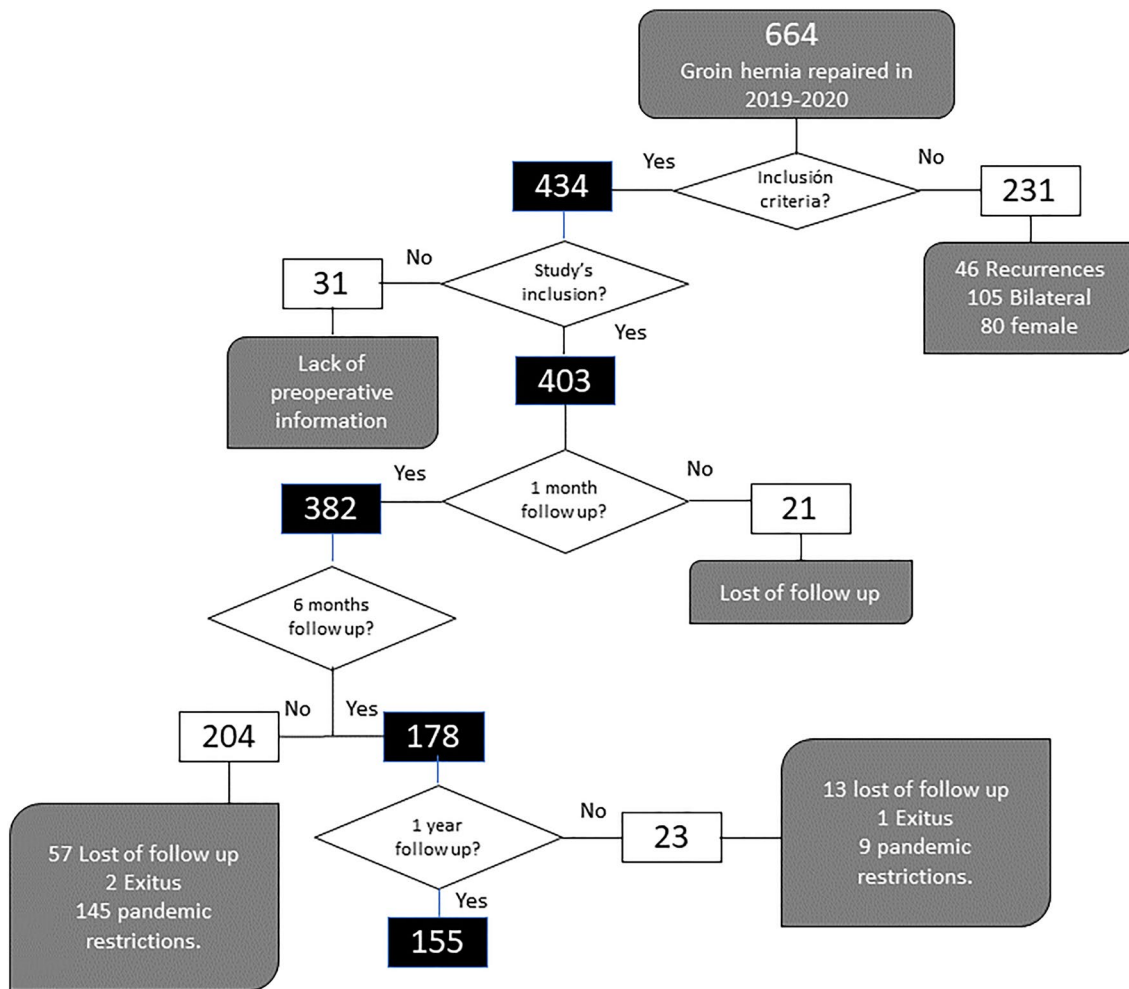 664
Groin hernia repaired in
2019-2020
Yes
No
434
Inclusión
criteria?
231
46 Recurrences
105 Bilateral
80 female
No
31
Study's
inclusion?
Yes
Lack of
preoperative
information
403
Yes
No
382
1 month
follow up?
21
Lost of follow up
6 months
follow up?
No
Yes
204
178
57 Lost of follow up
2 Exitus
145 pandemic
restrictions.
1 year
follow up?
No
23
13 lost of follow up
1 Exitus
9 pandemic
restrictions.
Yes
155